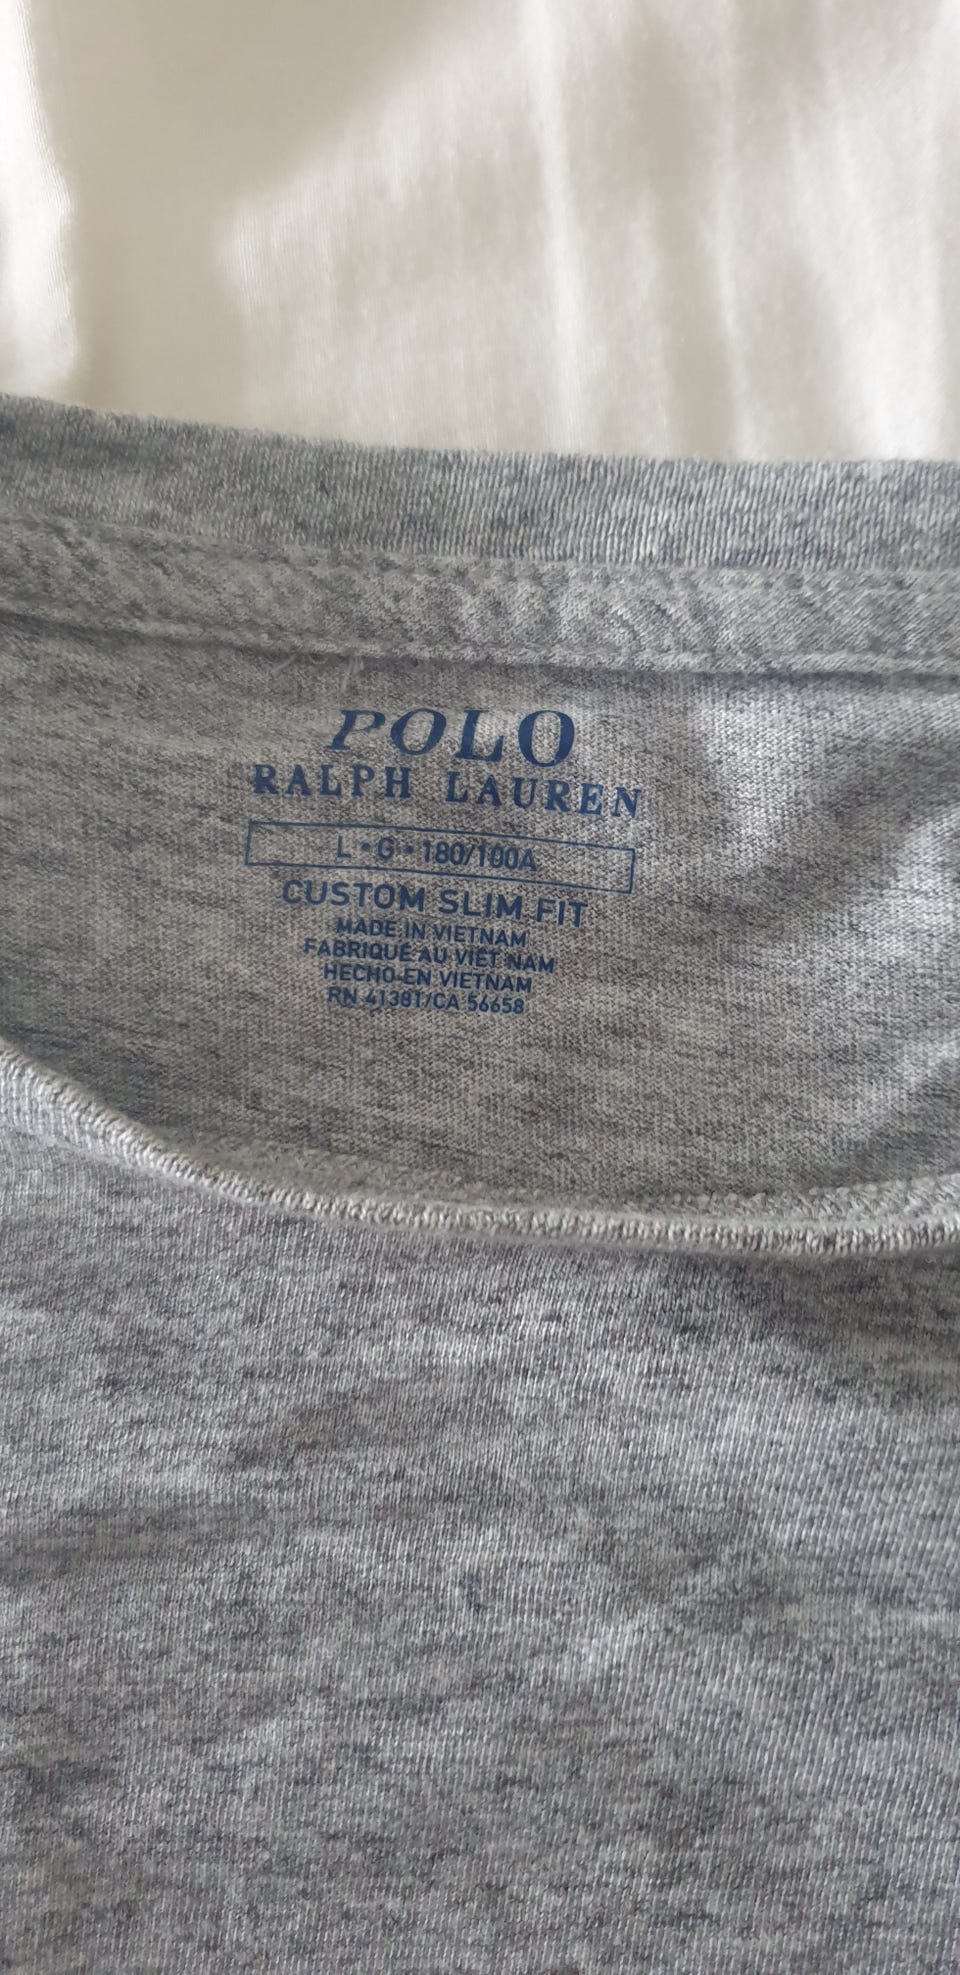 POLO
RALPH LAUREN
L • G • 180/100A
CUSTOM SLIM FIT
MADE IN VIETNAM
FABRIQUÉ AU VIET NAM
HECHO EN VIETNAM
RN 41381/CA 56658